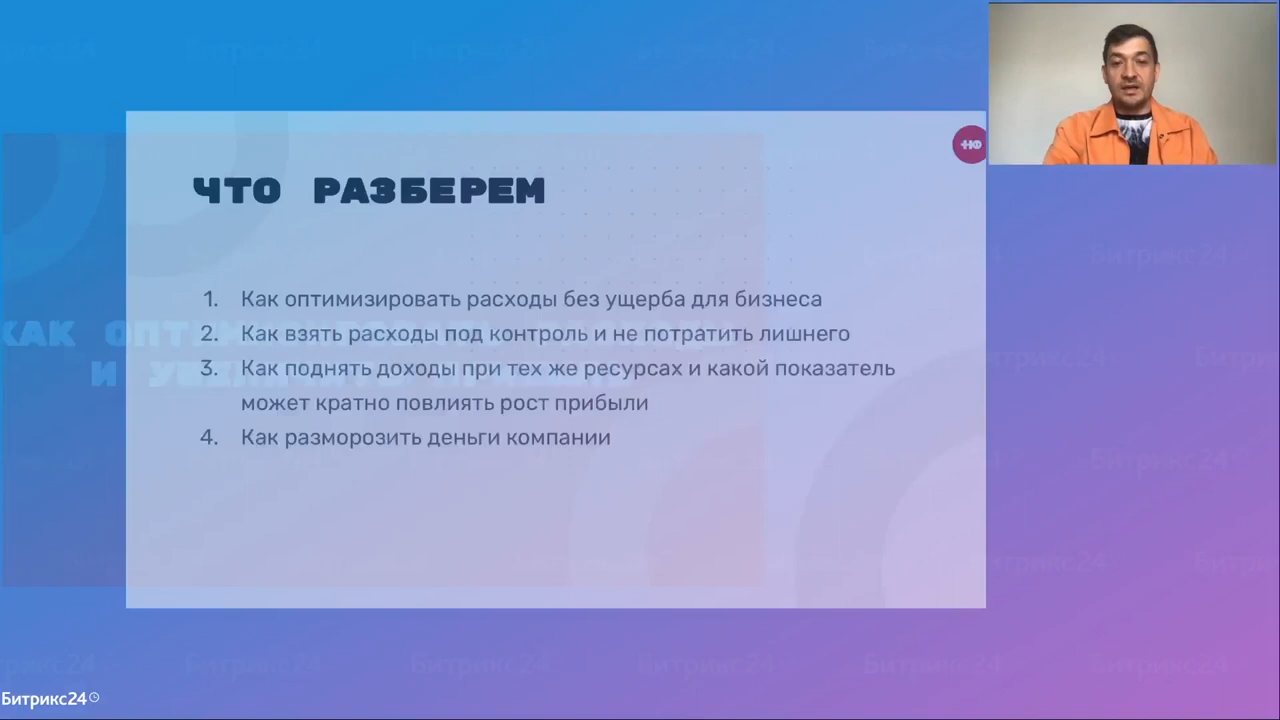 ЧТО РАЗБЕРЕМ
1. Как оптимизировать расходы без ущерба для бизнеса
2. Как взять расходы под контроль и не потратить лишнего
3. Как поднять доходы при тех же ресурсах и какой показатель
может кратно повлиять рост прибыли
4. Как разморозить деньги компании
НФ
Битрикс24